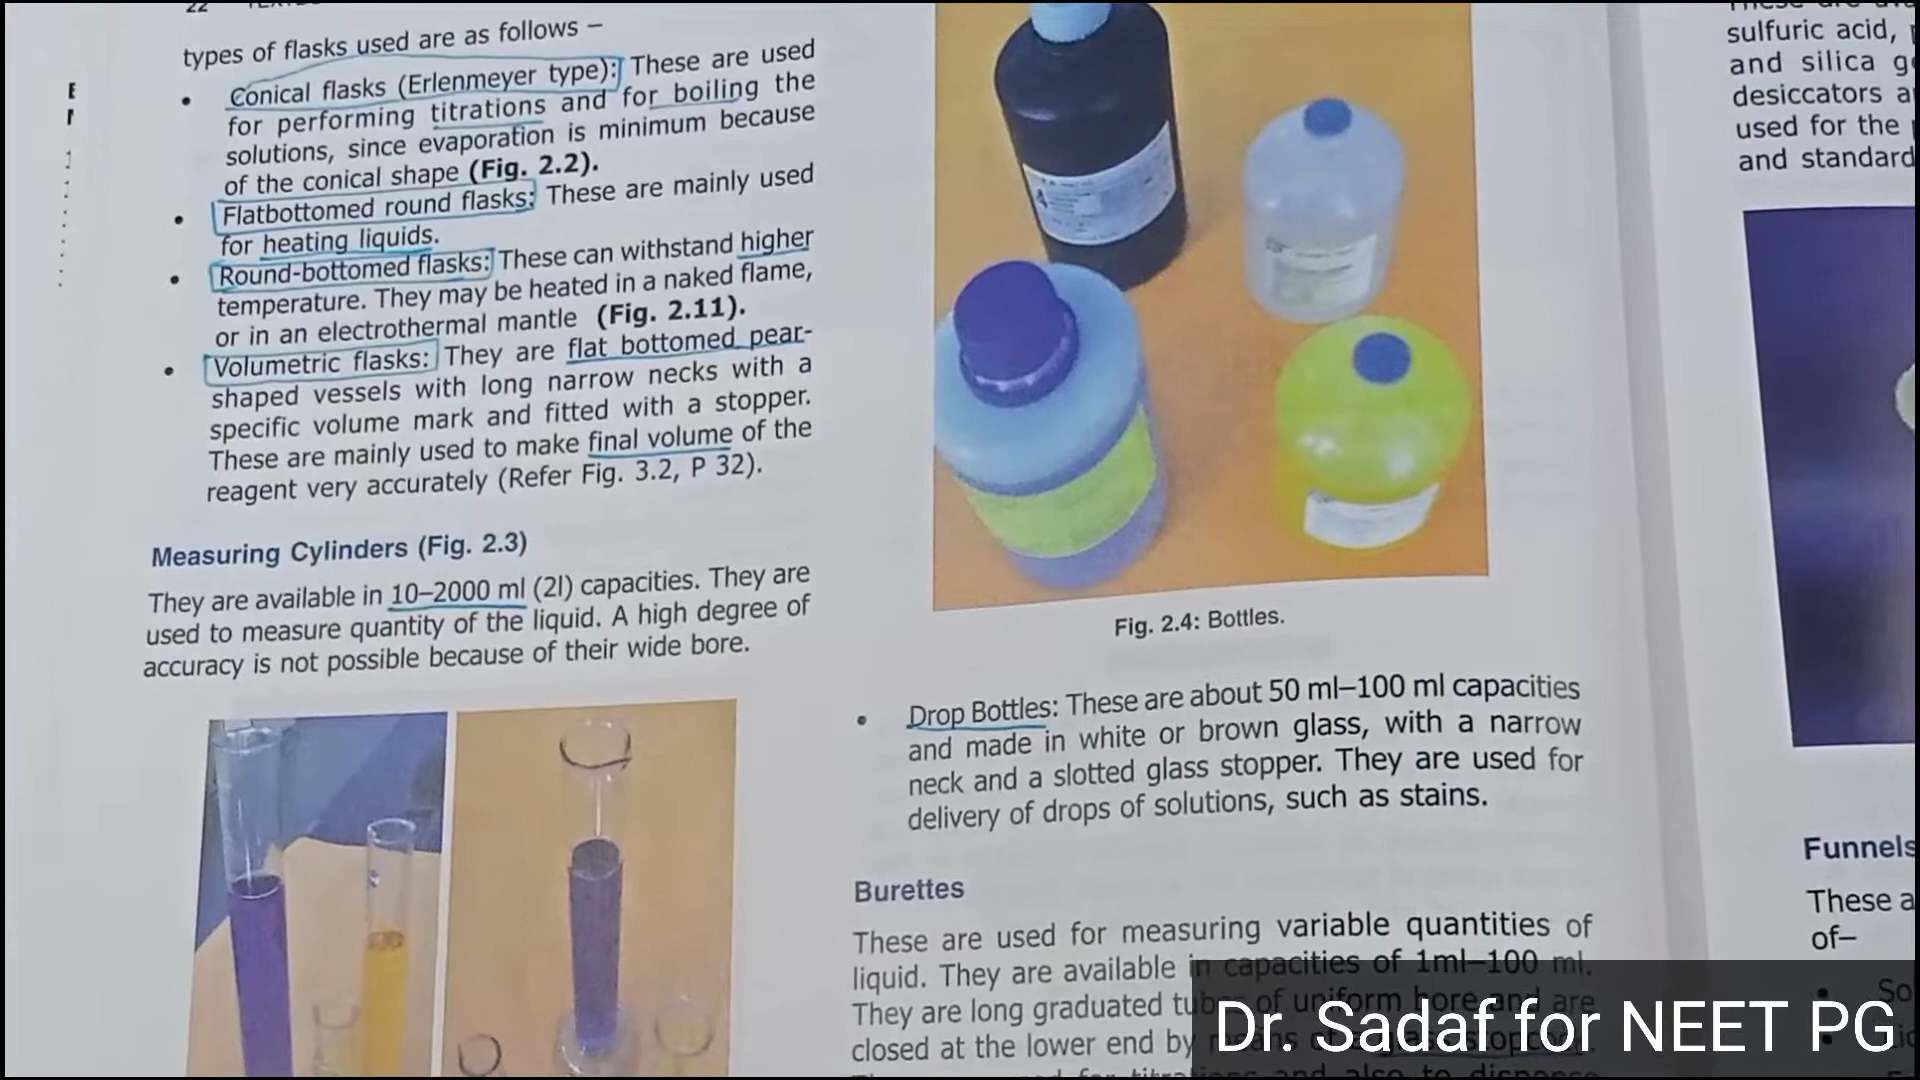 22
types of flasks used are as follows –
• Conical flasks (Erlenmeyer type): These are used
for performing titrations and for boiling the
solutions, since evaporation is minimum because
of the conical shape (Fig. 2.2).
• Flatbottomed round flasks: These are mainly used
for heating liquids.
• Round-bottomed flasks: These can withstand higher
temperature. They may be heated in a naked flame,
or in an electrothermal mantle (Fig. 2.11).
• Volumetric flasks: They are flat bottomed pear-
shaped vessels with long narrow necks with a
specific volume mark and fitted with a stopper.
These are mainly used to make final volume of the
reagent very accurately (Refer Fig. 3.2, P 32).
Measuring Cylinders (Fig. 2.3)
They are available in 10–2000 ml (2l) capacities. They are
used to measure quantity of the liquid. A high degree of
accuracy is not possible because of their wide bore.
Fig. 2.4: Bottles.
• Drop Bottles: These are about 50 ml–100 ml capacities
and made in white or brown glass, with a narrow
neck and a slotted glass stopper. They are used for
delivery of drops of solutions, such as stains.
Burettes
These are used for measuring variable quantities of
liquid. They are available in capacities of 1ml–100 ml.
They are long graduated tubes of uniform bore and are
closed at the lower end by means
and also to dispense
sulfuric acid,
and silica
desiccators
used for the
and standard
Funnels
These
of–
Dr. Sadaf for NEET PG